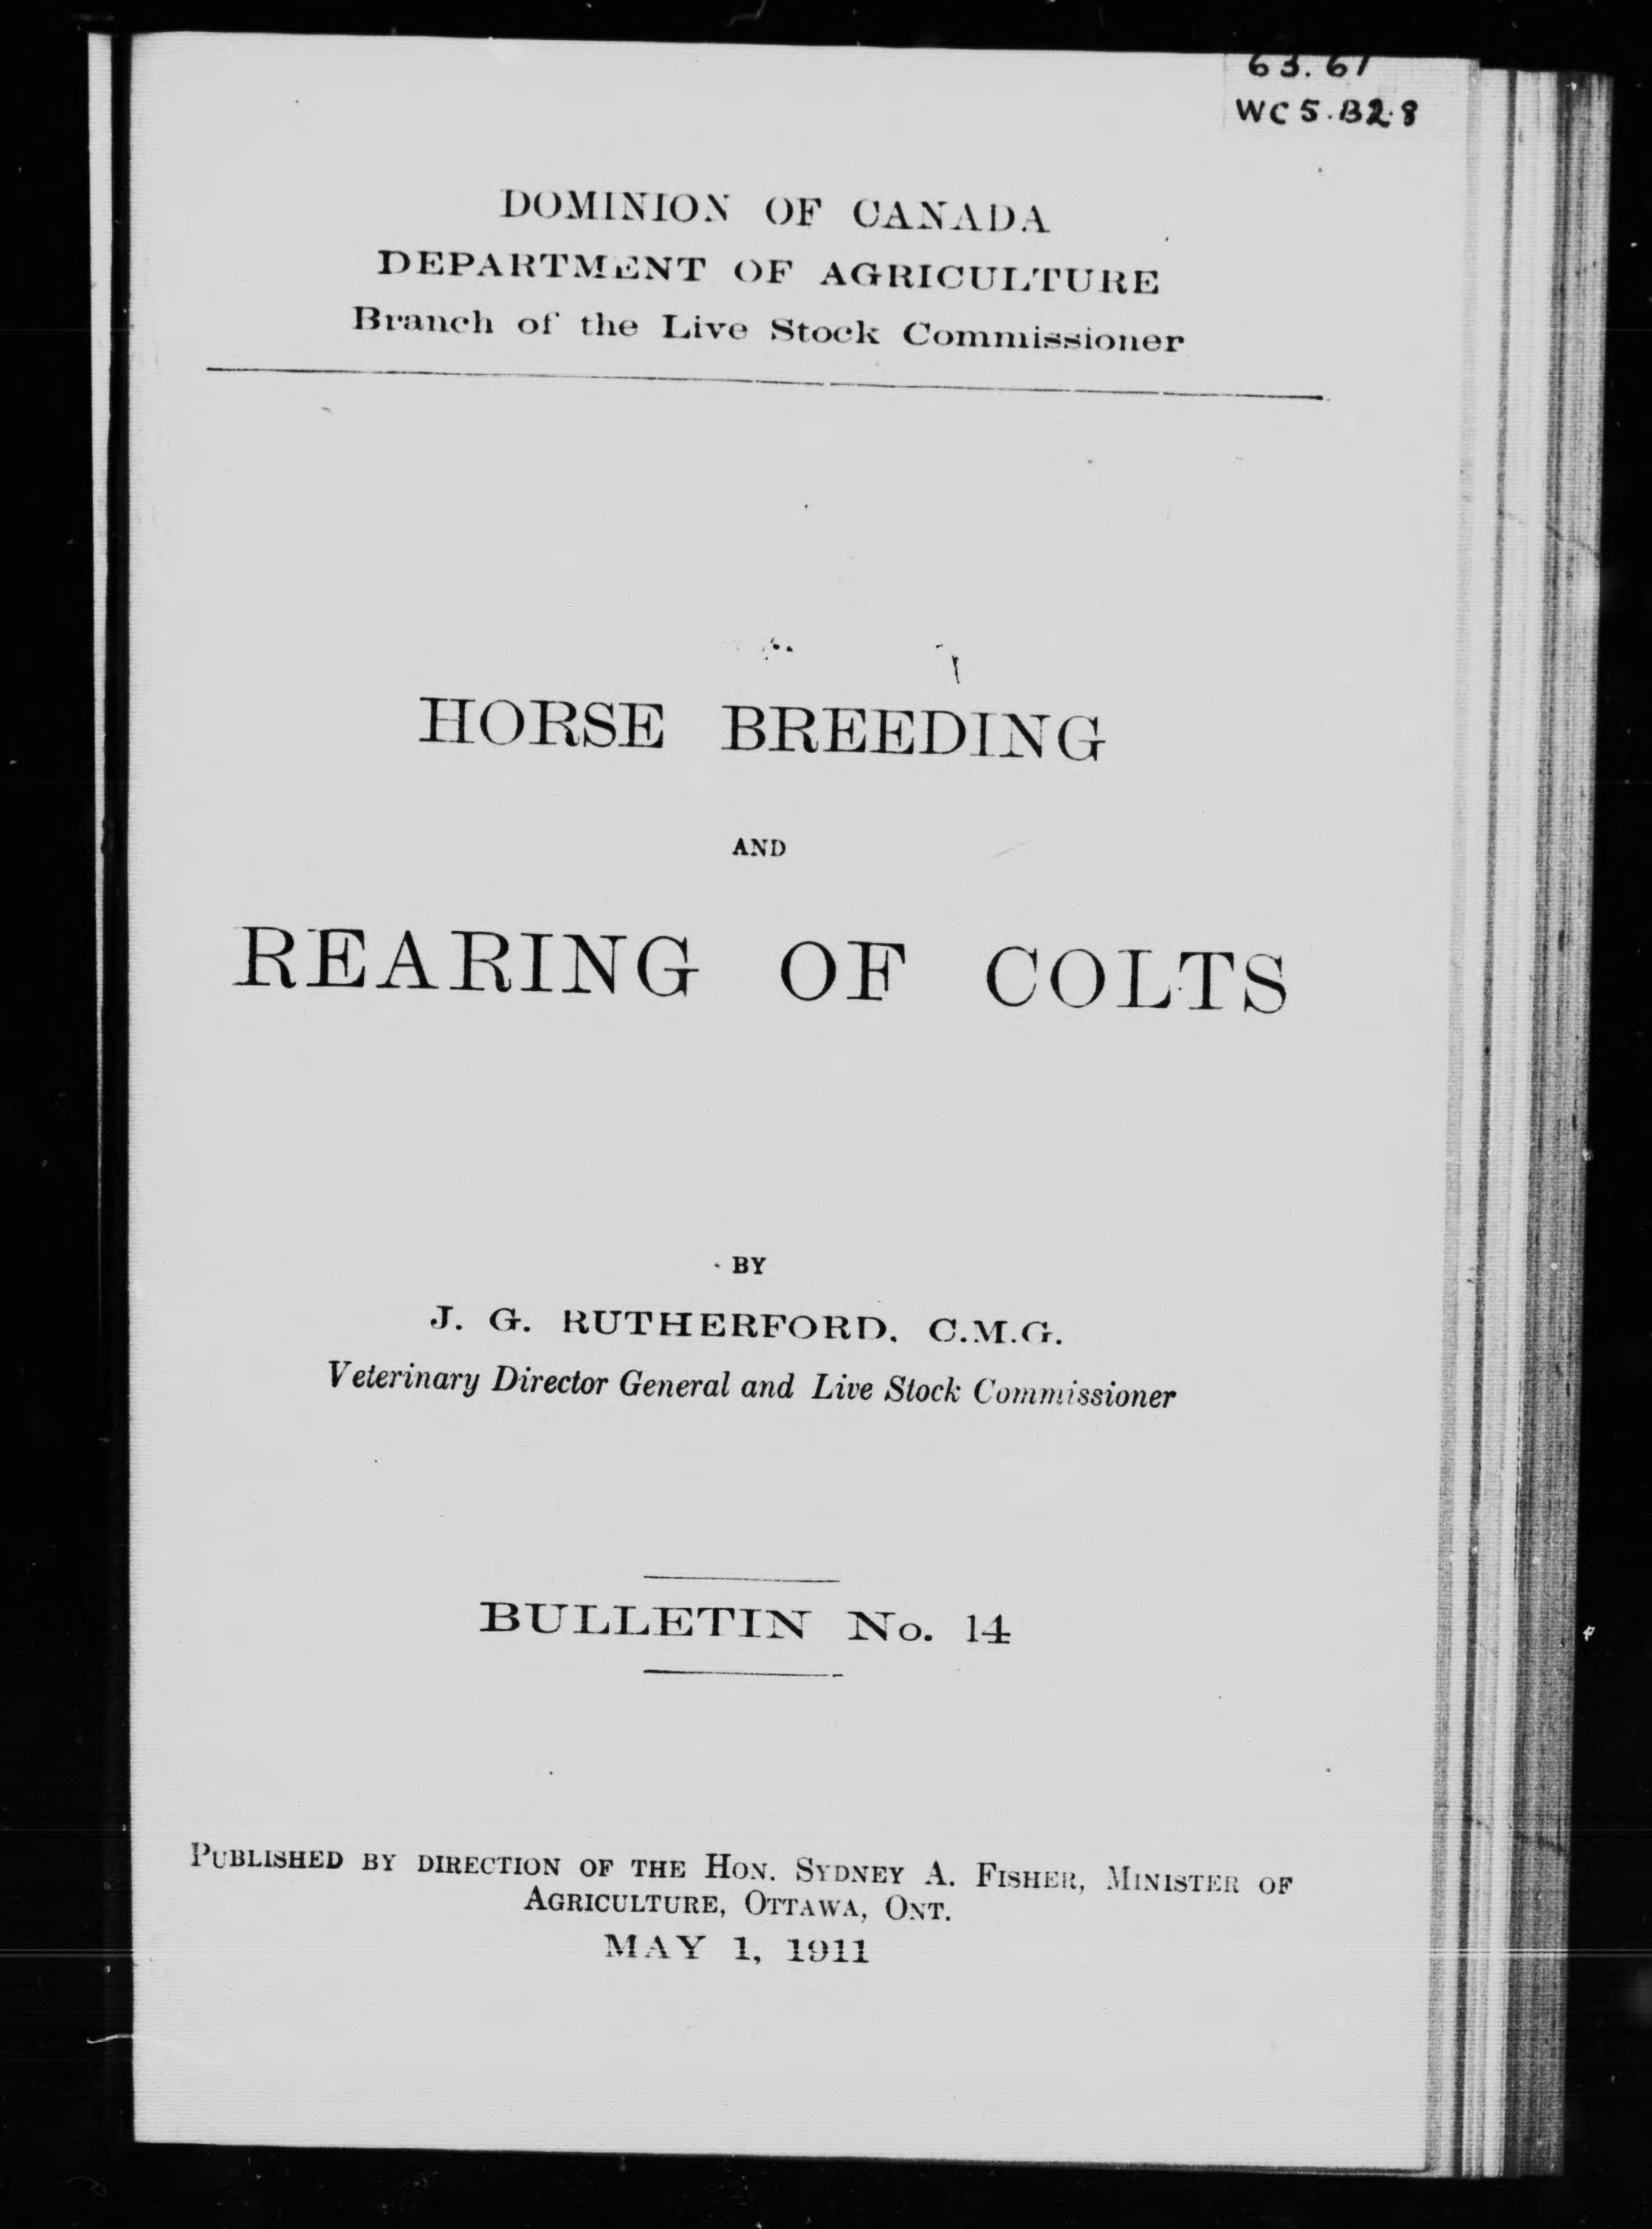 63.61
WC5.B2.8
DOMINION OF CANADA
DEPARTMENT OF AGRICULTURE
Branch of the Live Stock Commissioner
HORSE BREEDING
AND
REARING OF COLTS
BY
J. G. RUTHERFORD, C.M.G.
Veterinary Director General and Live Stock Commissioner
BULLETIN No. 14
PUBLISHED BY DIRECTION OF THE HON. SYDNEY A. FISHER, MINISTER OF
AGRICULTURE, OTTAWA, ONT.
MAY 1, 1911